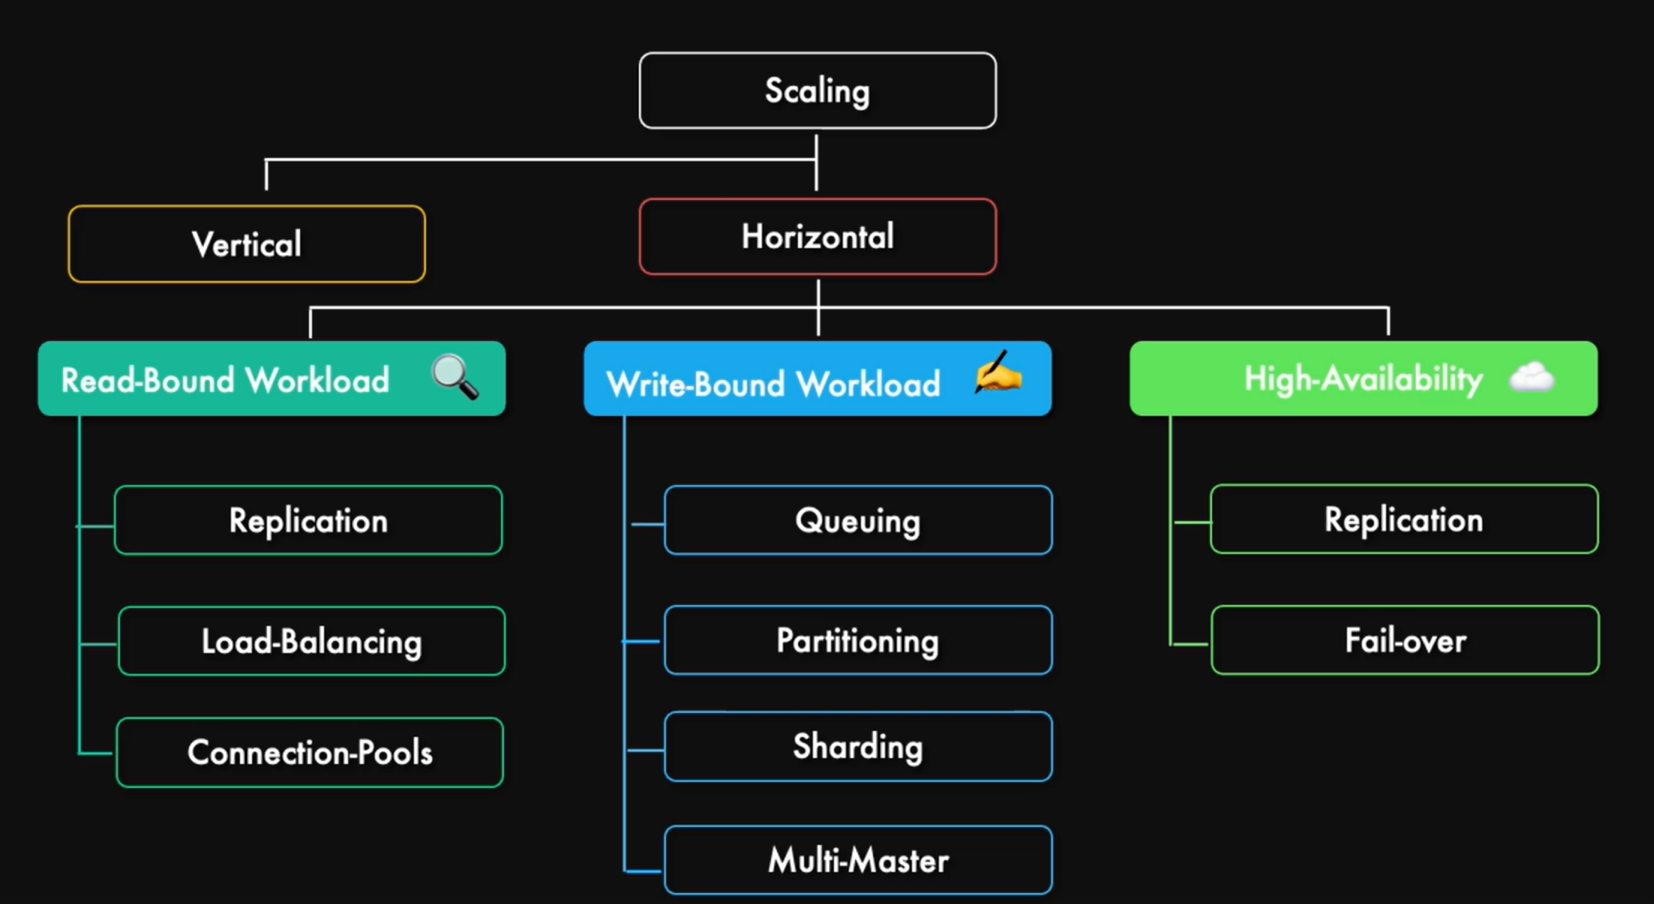 Scaling
Vertical
Horizontal
Read-Bound Workload
Write-Bound Workload
High-Availability
Replication
Queuing
Replication
Load-Balancing
Partitioning
Fail-over
Connection-Pools
Sharding
Multi-Master